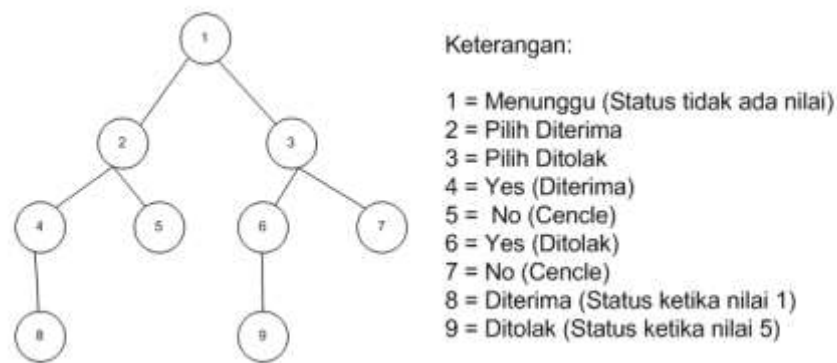 1
2
3
4
5
6
7
8
9
Keterangan:
1 = Menunggu (Status tidak ada nilai)
2 = Pilih Diterima
3 = Pilih Ditolak
4 = Yes (Diterima)
5 =  No (Cencle)
6 = Yes (Ditolak)
7 = No (Cencle)
8 = Diterima (Status ketika nilai 1)
9 = Ditolak (Status ketika nilai 5)